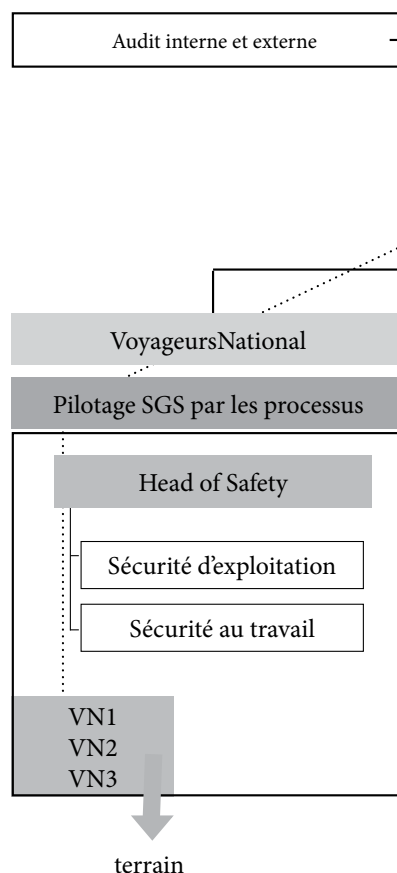 Audit interne et externe
VoyageursNational
Pilotage SGS par les processus
Head of Safety
Sécurité d'exploitation
Sécurité au travail
VN1
VN2
VN3
terrain